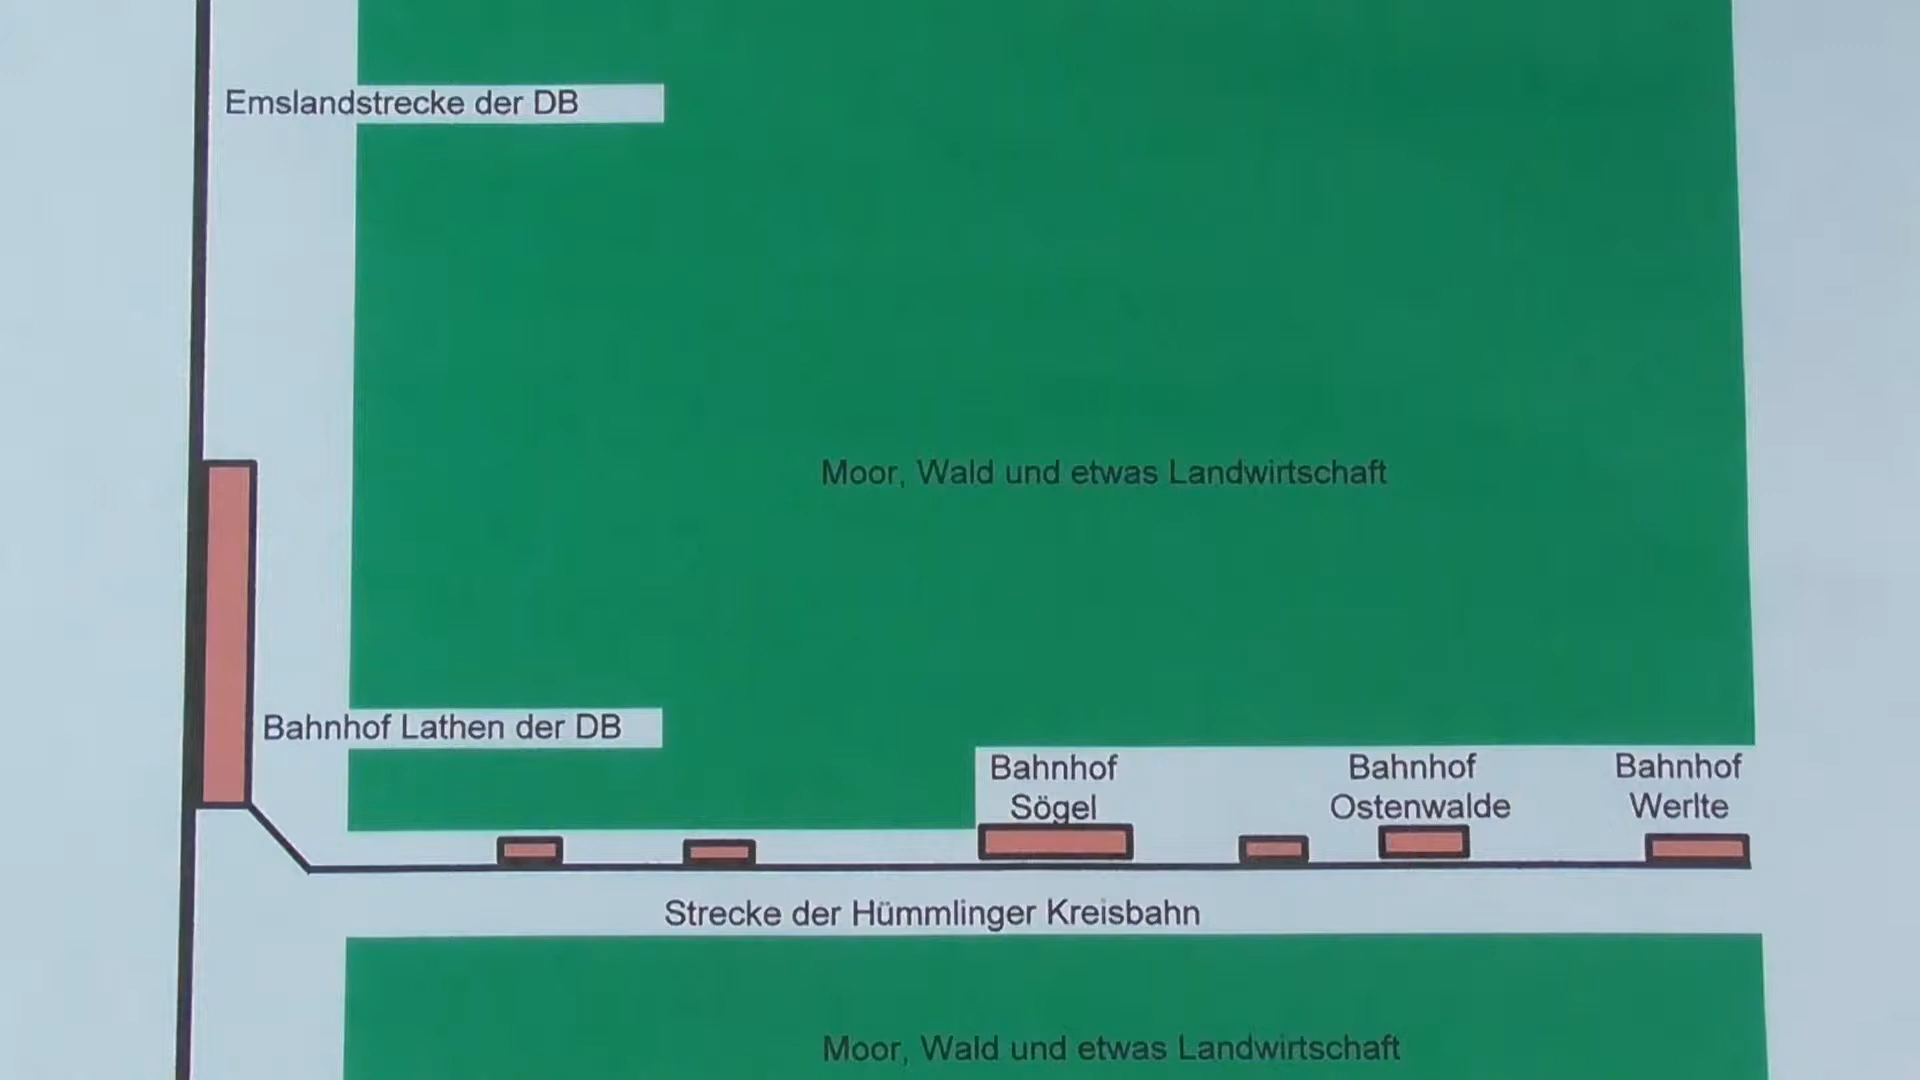 Emslandstrecke der DB
Moor, Wald und etwas Landwirtschaft
Bahnhof Lathen der DB
Bahnhof
Sögel
Bahnhof
Ostenwalde
Bahnhof
Werlte
Strecke der Hümmlinger Kreisbahn
Moor, Wald und etwas Landwirtschaft